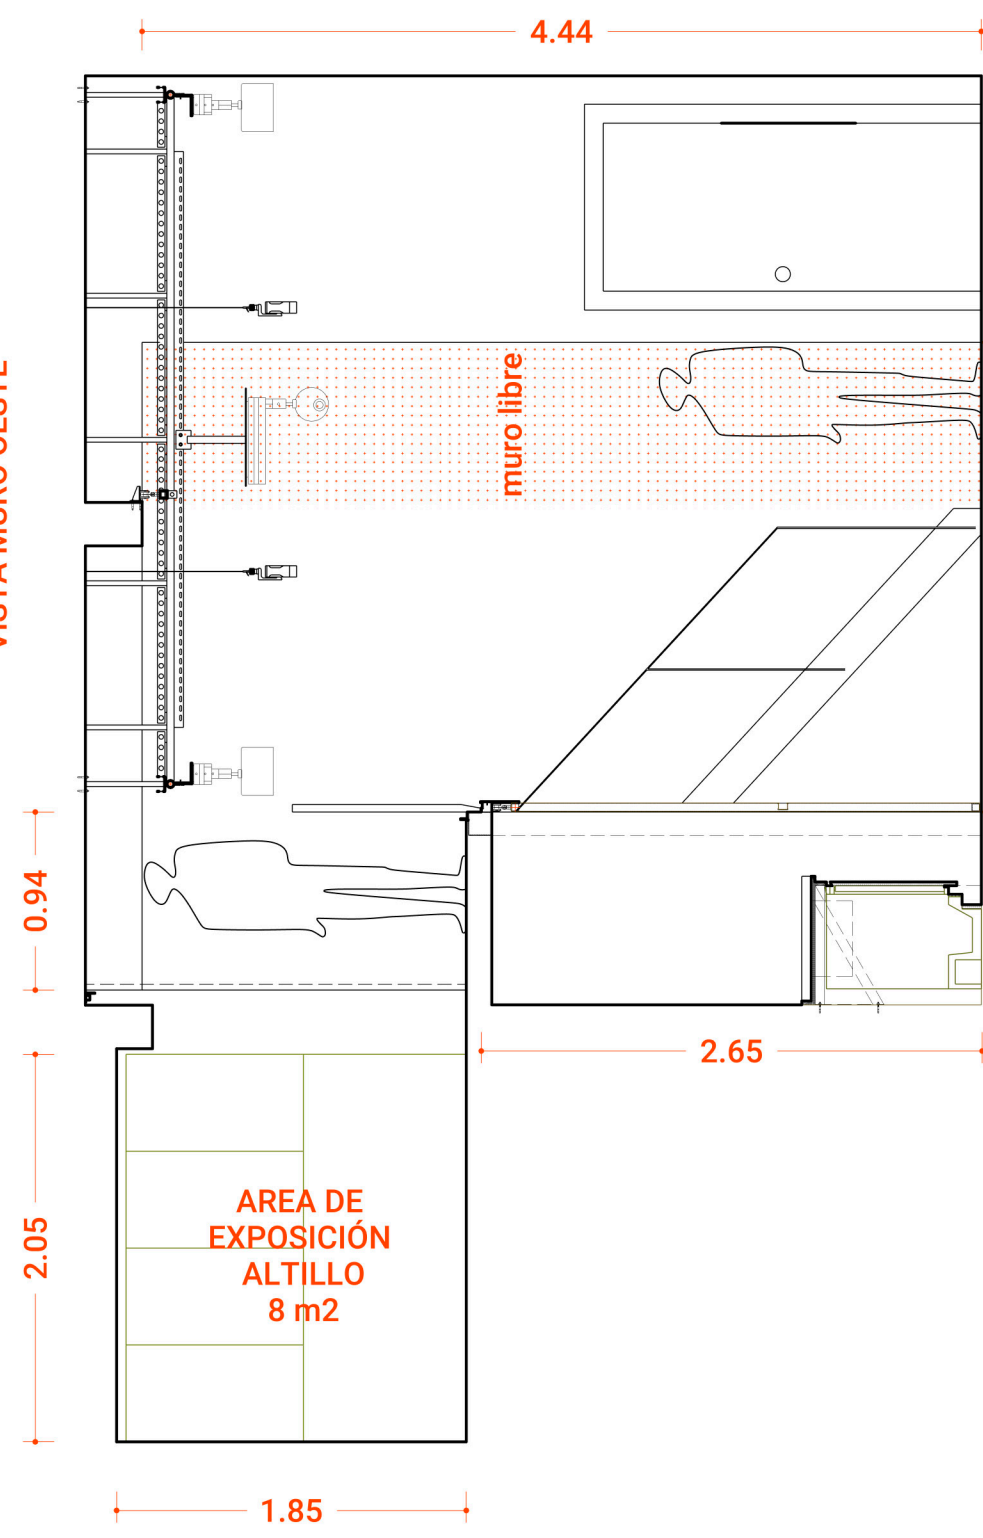 4.44
VISTA MURO OESTE
muro libre
0.94
2.65
2.05
AREA DE
EXPOSICIÓN
ALTILLO
8 m2
1.85